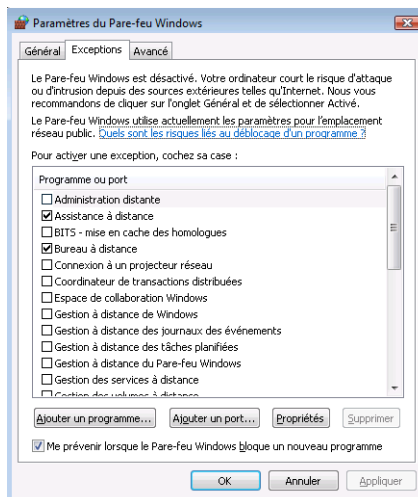 Paramètres du Pare-feu Windows
Général Exceptions Avancé
Le Pare-feu Windows est désactivé. Votre ordinateur court le risque d'attaque
ou d'intrusion depuis des sources extérieures telles qu'Internet. Nous vous
recommandons de cliquer sur l'onglet Général et de sélectionner Activé.
Le Pare-feu Windows utilise actuellement les paramètres pour l'emplacement
réseau public. Quels sont les risques liés au déblocage d'un programme ?
Pour activer une exception, cochez sa case :
Programme ou port
Administration distante
Assistance à distance
BITS - mise en cache des homologues
Bureau à distance
Connexion à un projecteur réseau
Coordinateur de transactions distribuées
Espace de collaboration Windows
Gestion à distance de Windows
Gestion à distance des journaux des événements
Gestion à distance des tâches planifiées
Gestion à distance du Pare-feu Windows
Gestion des services à distance
Gestion des volumes à distance
Ajouter un programme... Ajouter un port... Propriétés Supprimer
Me prévenir lorsque le Pare-feu Windows bloque un nouveau programme
OK Annuler Appliquer